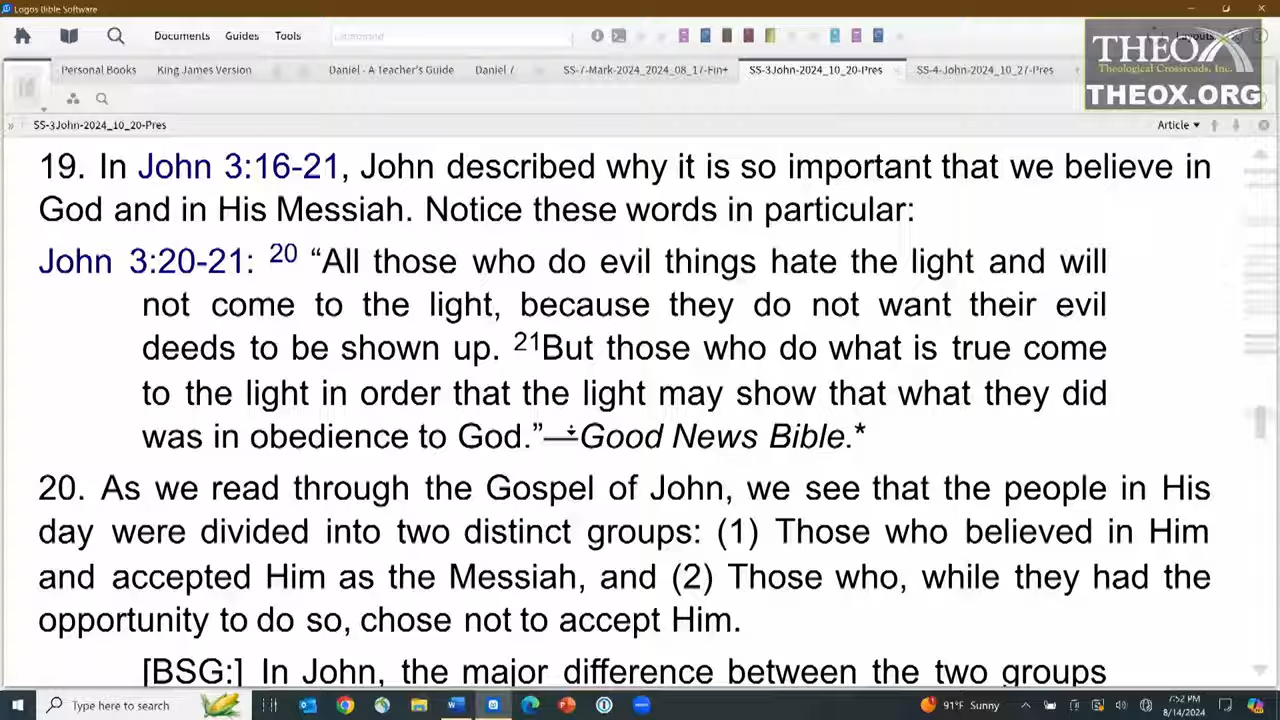 Logos Bible Software
Documents Guides Tools Command Layouts
THEOX
Theological Crossroads, Inc.
THEOX.ORG
Personal Books King James Version Daniel - A Teacher's Daniel SS-7-Mark-2024_2024_08_17-Fin+ SS-3John-2024_10_20-Pres SS-4-John-2024_10_27-Pres
SS-3John-2024_10_20-Pres Article
19. In John 3:16-21, John described why it is so important that we believe in
God and in His Messiah. Notice these words in particular:
John 3:20-21: 20 “All those who do evil things hate the light and will
not come to the light, because they do not want their evil
deeds to be shown up. 21But those who do what is true come
to the light in order that the light may show that what they did
was in obedience to God.”—Good News Bible.*
20. As we read through the Gospel of John, we see that the people in His
day were divided into two distinct groups: (1) Those who believed in Him
and accepted Him as the Messiah, and (2) Those who, while they had the
opportunity to do so, chose not to accept Him.
[BSG:] In John, the major difference between the two groups
Type here to search 91°F Sunny 7:52 PM
8/14/2024